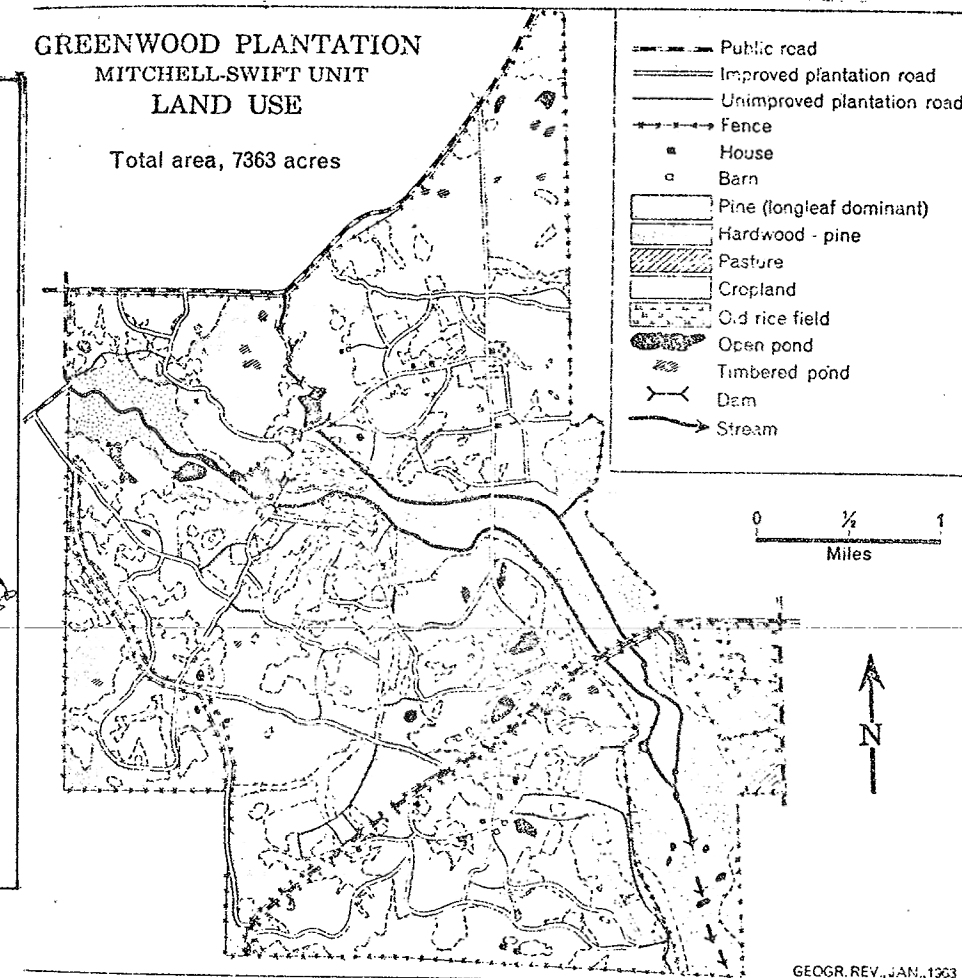 GREENWOOD PLANTATION
MITCHELL-SWIFT UNIT
LAND USE
Total area, 7363 acres
Public road
Improved plantation road
Unimproved plantation road
Fence
House
Barn
Pine (longleaf dominant)
Hardwood - pine
Pasture
Cropland
Old rice field
Open pond
Timbered pond
Dam
Stream
0 ½ 1
Miles
N
GEOGR. REV., JAN., 1963